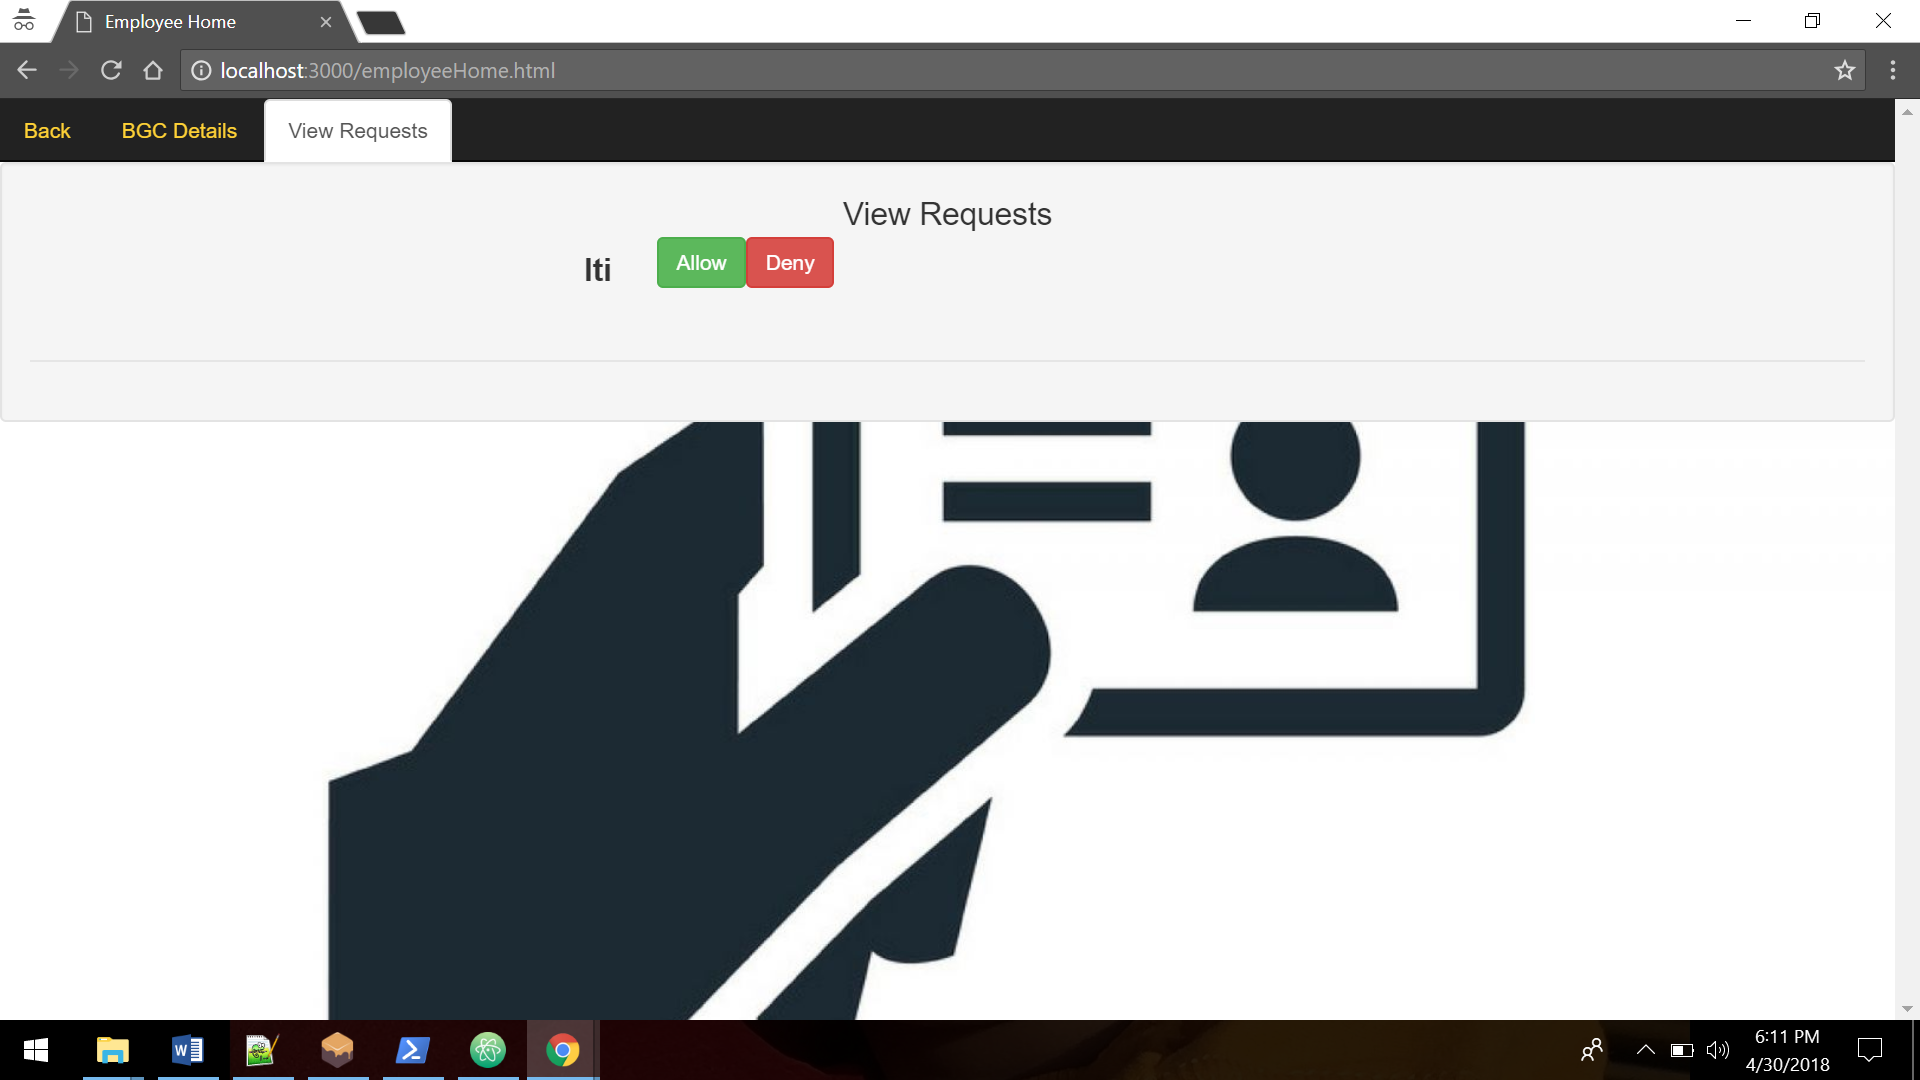 Employee Home
localhost:3000/employeeHome.html
Back BGC Details View Requests
View Requests
Iti Allow Deny
6:11 PM
4/30/2018